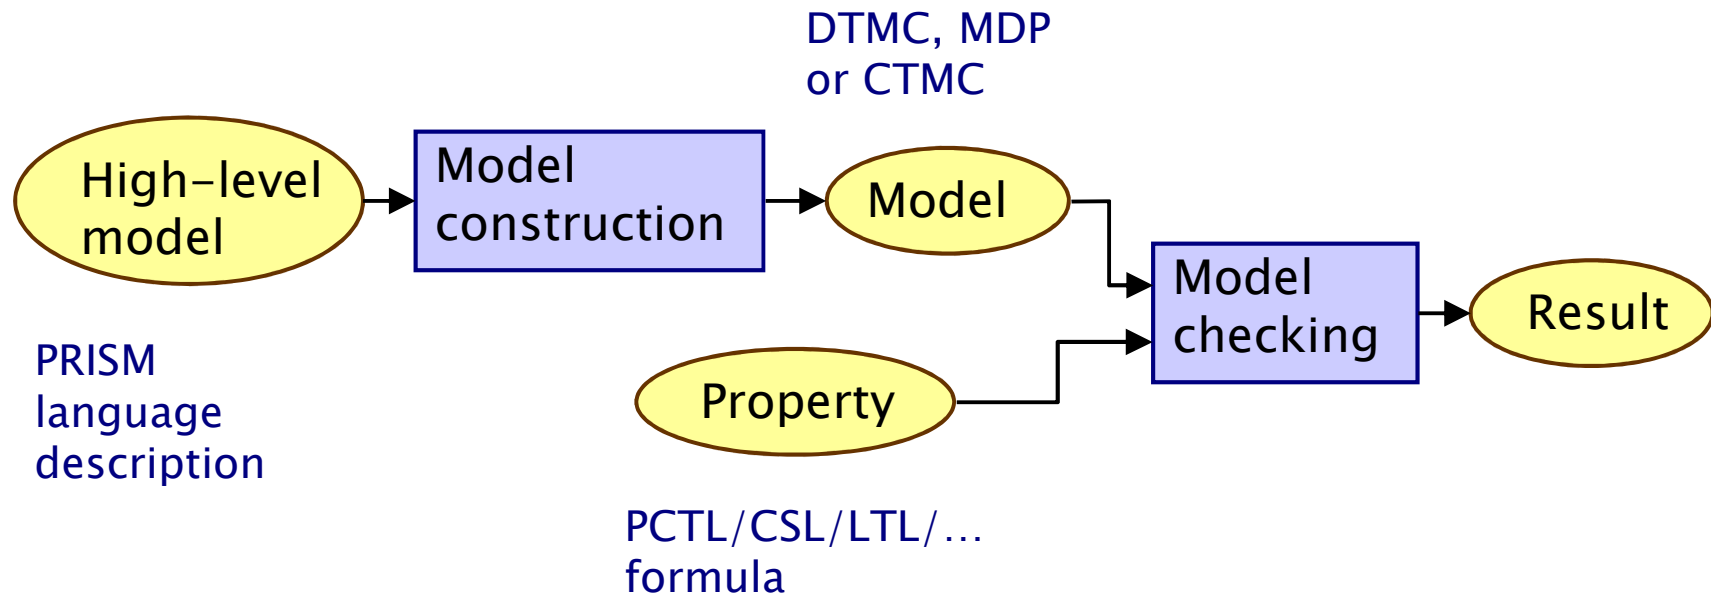 DTMC, MDP
or CTMC
High-level
model
Model
construction
Model
Model
checking
Result
PRISM
language
description
Property
PCTL/CSL/LTL/...
formula